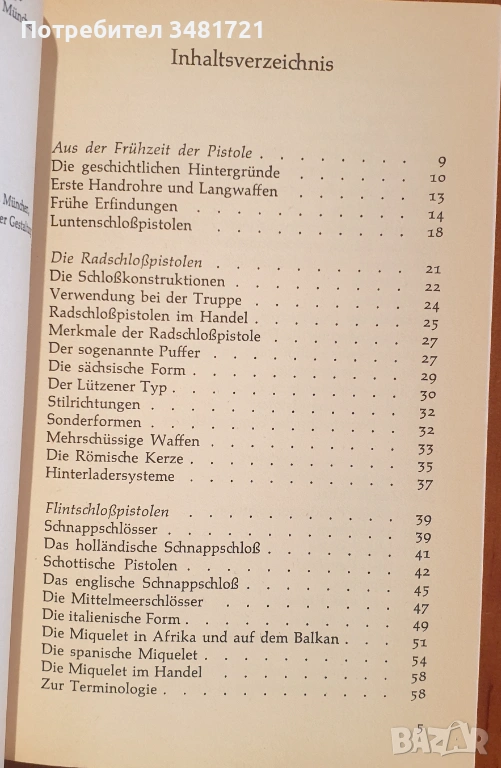 Потребител 3481721
Münch
München,
er Gestaltun
Inhaltsverzeichnis
Aus der Frühzeit der Pistole . . . . . . . 9
Die geschichtlichen Hintergründe . . . . . . 10
Erste Handrohre und Langwaffen . . . . . . 13
Frühe Erfindungen . . . . . . . . . 14
Luntenschloßpistolen . . . . . . . . . 18
Die Radschloßpistolen . . . . . . . . 21
Die Schloßkonstruktionen . . . . . . . . 22
Verwendung bei der Truppe . . . . . . . 24
Radschloßpistolen im Handel . . . . . . . 25
Merkmale der Radschloßpistole . . . . . . 27
Der sogenannte Puffer . . . . . . . . 27
Die sächsische Form . . . . . . . . . 29
Der Lützener Typ . . . . . . . . . . 30
Stilrichtungen . . . . . . . . . . . 32
Sonderformen . . . . . . . . . . . 32
Mehrschüssige Waffen . . . . . . . . 33
Die Römische Kerze . . . . . . . . . 35
Hinterladersysteme . . . . . . . . . 37
Flintschloßpistolen . . . . . . . . . 39
Schnappschlösser . . . . . . . . . . 39
Das holländische Schnappschloß . . . . . . 41
Schottische Pistolen . . . . . . . . . 42
Das englische Schnappschloß . . . . . . . 45
Die Mittelmeerschlösser . . . . . . . . 47
Die italienische Form . . . . . . . . . 49
Die Miquelet in Afrika und auf dem Balkan . . . . 51
Die spanische Miquelet . . . . . . . . 54
Die Miquelet im Handel . . . . . . . . 58
Zur Terminologie . . . . . . . . . . 58
5
BAZAR